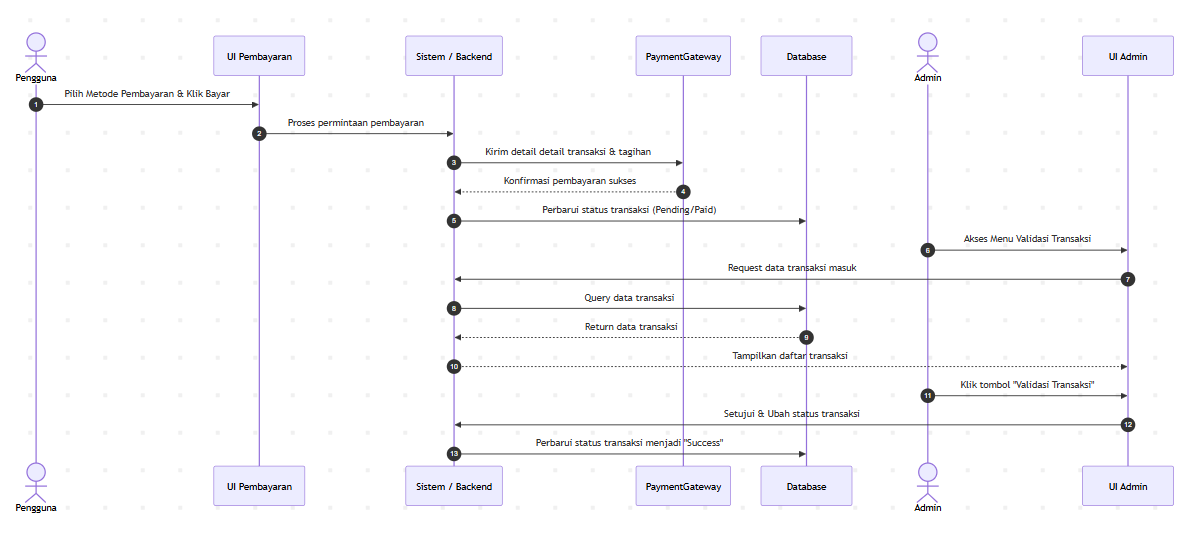 Pengguna
UI Pembayaran
Sistem / Backend
PaymentGateway
Database
Admin
UI Admin
1 Pilih Metode Pembayaran & Klik Bayar
2 Proses permintaan pembayaran
3 Kirim detail detail transaksi & tagihan
Konfirmasi pembayaran sukses 4
5 Perbarui status transaksi (Pending/Paid)
6 Akses Menu Validasi Transaksi
Request data transaksi masuk 7
8 Query data transaksi
Return data transaksi 9
10 Tampilkan daftar transaksi
11 Klik tombol "Validasi Transaksi"
Setujui & Ubah status transaksi 12
13 Perbarui status transaksi menjadi "Success"
Pengguna
UI Pembayaran
Sistem / Backend
PaymentGateway
Database
Admin
UI Admin